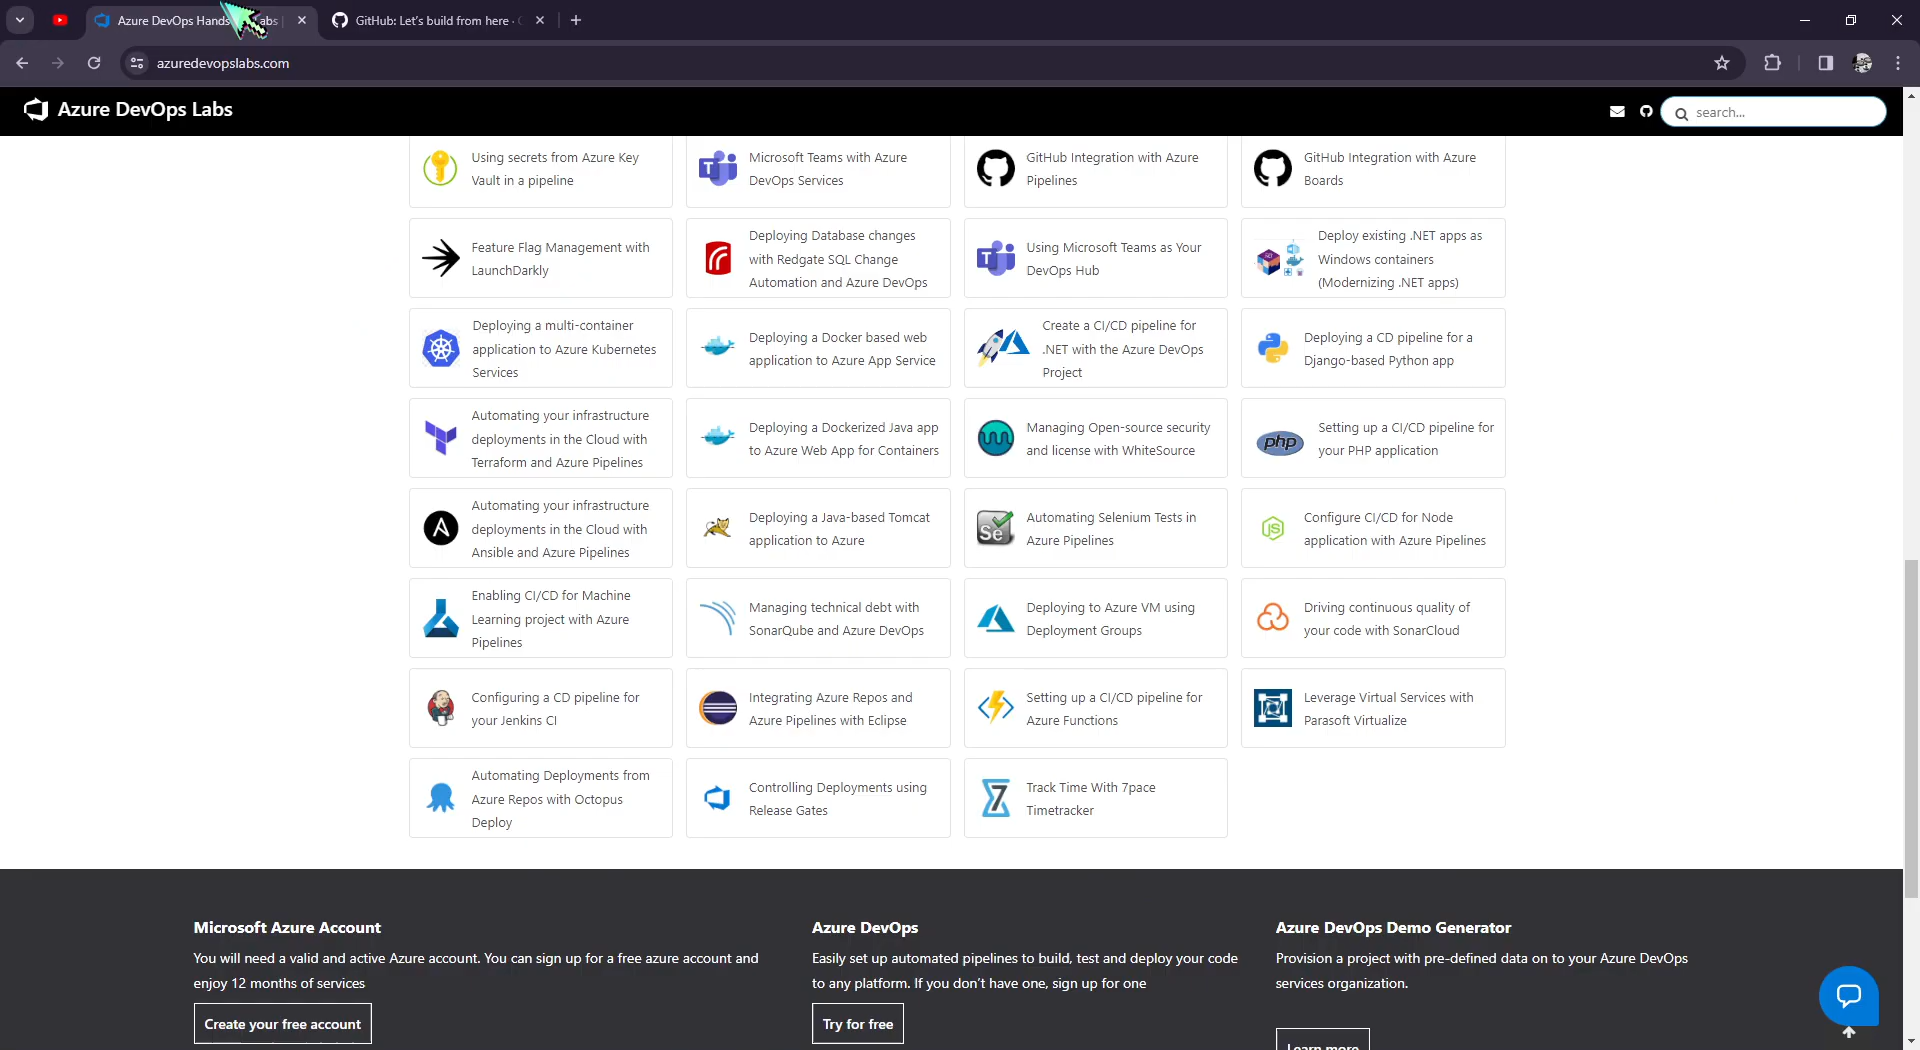 Azure DevOps Hands
abs
GitHub: Let's build from here ·
azuredevopslabs.com
Azure DevOps Labs
search...
Using secrets from Azure Key
Vault in a pipeline
Microsoft Teams with Azure
DevOps Services
GitHub Integration with Azure
Pipelines
GitHub Integration with Azure
Boards
Feature Flag Management with
LaunchDarkly
Deploying Database changes
with Redgate SQL Change
Automation and Azure DevOps
Using Microsoft Teams as Your
DevOps Hub
Deploy existing .NET apps as
Windows containers
(Modernizing .NET apps)
Deploying a multi-container
application to Azure Kubernetes
Services
Deploying a Docker based web
application to Azure App Service
Create a CI/CD pipeline for
.NET with the Azure DevOps
Project
Deploying a CD pipeline for a
Django-based Python app
Automating your infrastructure
deployments in the Cloud with
Terraform and Azure Pipelines
Deploying a Dockerized Java app
to Azure Web App for Containers
Managing Open-source security
and license with WhiteSource
php
Setting up a CI/CD pipeline for
your PHP application
A
Automating your infrastructure
deployments in the Cloud with
Ansible and Azure Pipelines
Deploying a Java-based Tomcat
application to Azure
Se
Automating Selenium Tests in
Azure Pipelines
JS
Configure CI/CD for Node
application with Azure Pipelines
Enabling CI/CD for Machine
Learning project with Azure
Pipelines
Managing technical debt with
SonarQube and Azure DevOps
Deploying to Azure VM using
Deployment Groups
Driving continuous quality of
your code with SonarCloud
Configuring a CD pipeline for
your Jenkins CI
Integrating Azure Repos and
Azure Pipelines with Eclipse
Setting up a CI/CD pipeline for
Azure Functions
Leverage Virtual Services with
Parasoft Virtualize
Automating Deployments from
Azure Repos with Octopus
Deploy
Controlling Deployments using
Release Gates
7
Track Time With 7pace
Timetracker
Microsoft Azure Account
You will need a valid and active Azure account. You can sign up for a free azure account and
enjoy 12 months of services
Create your free account
Azure DevOps
Easily set up automated pipelines to build, test and deploy your code
to any platform. If you don't have one, sign up for one
Try for free
Azure DevOps Demo Generator
Provision a project with pre-defined data on to your Azure DevOps
services organization.
Learn more